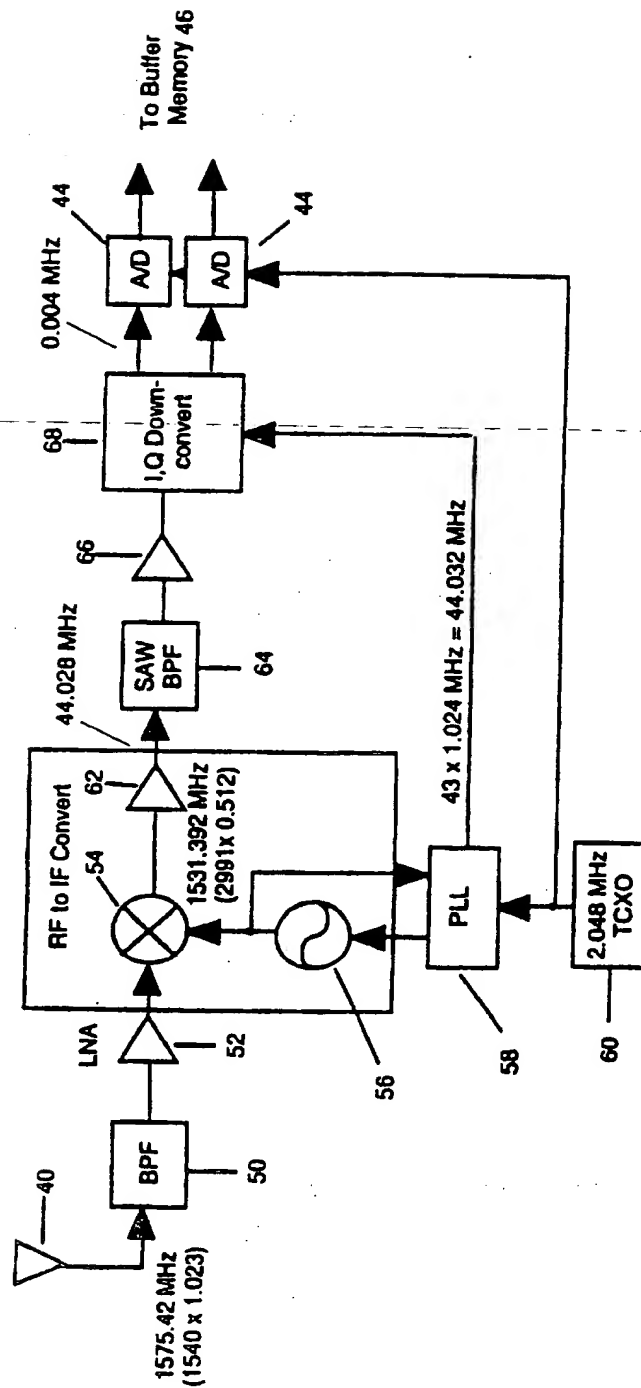 40
1575.42 MHz
(1540 x 1.023)
BPF
50
LNA
52
RF to IF Convert
54
62
1531.392 MHz
(2991x 0.512)
56
44.028 MHz
SAW
BPF
64
66
68
I,Q Down-
convert
0.004 MHz
44
A/D
A/D
44
To Buffer
Memory 46
PLL
58
43 x 1.024 MHz = 44.032 MHz
2.048 MHz
TCXO
60